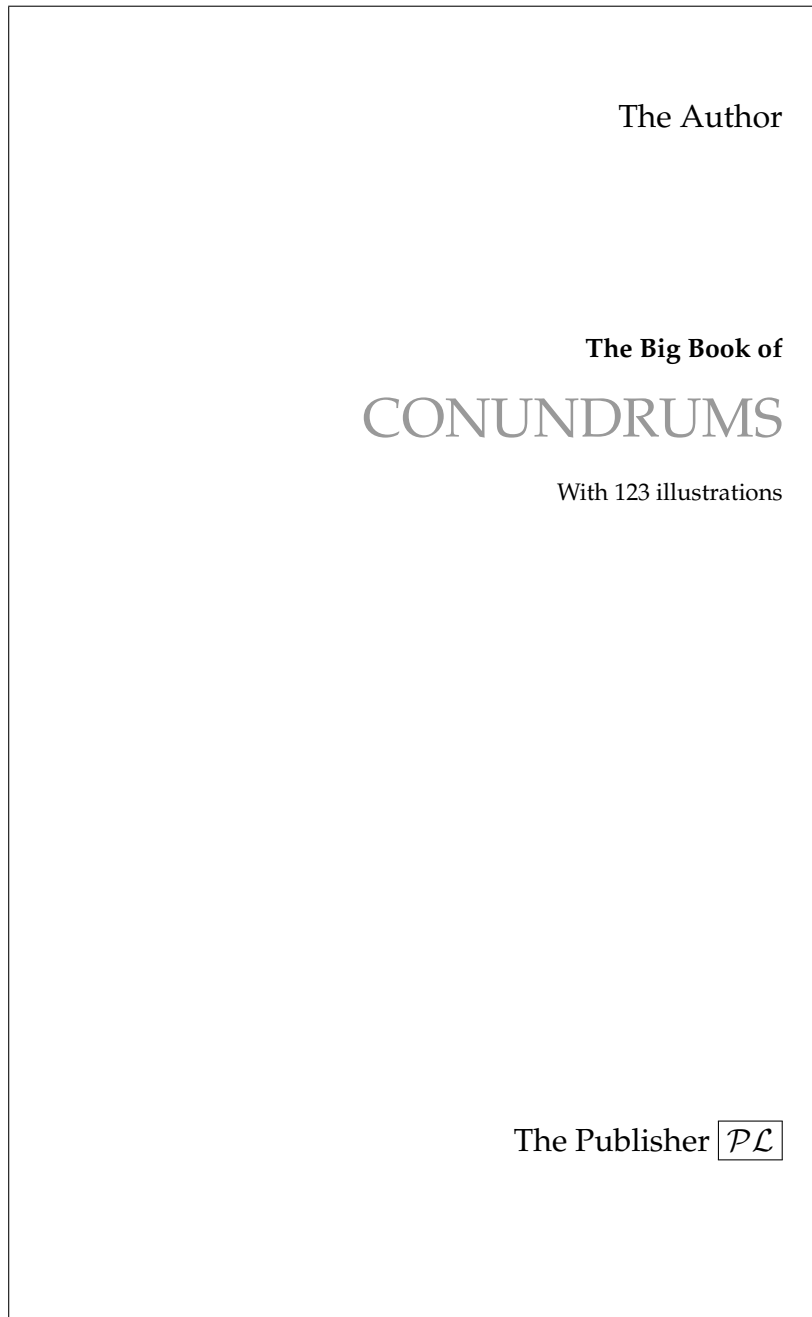 The Author
The Big Book of
CONUNDRUMS
With 123 illustrations
The Publisher PL